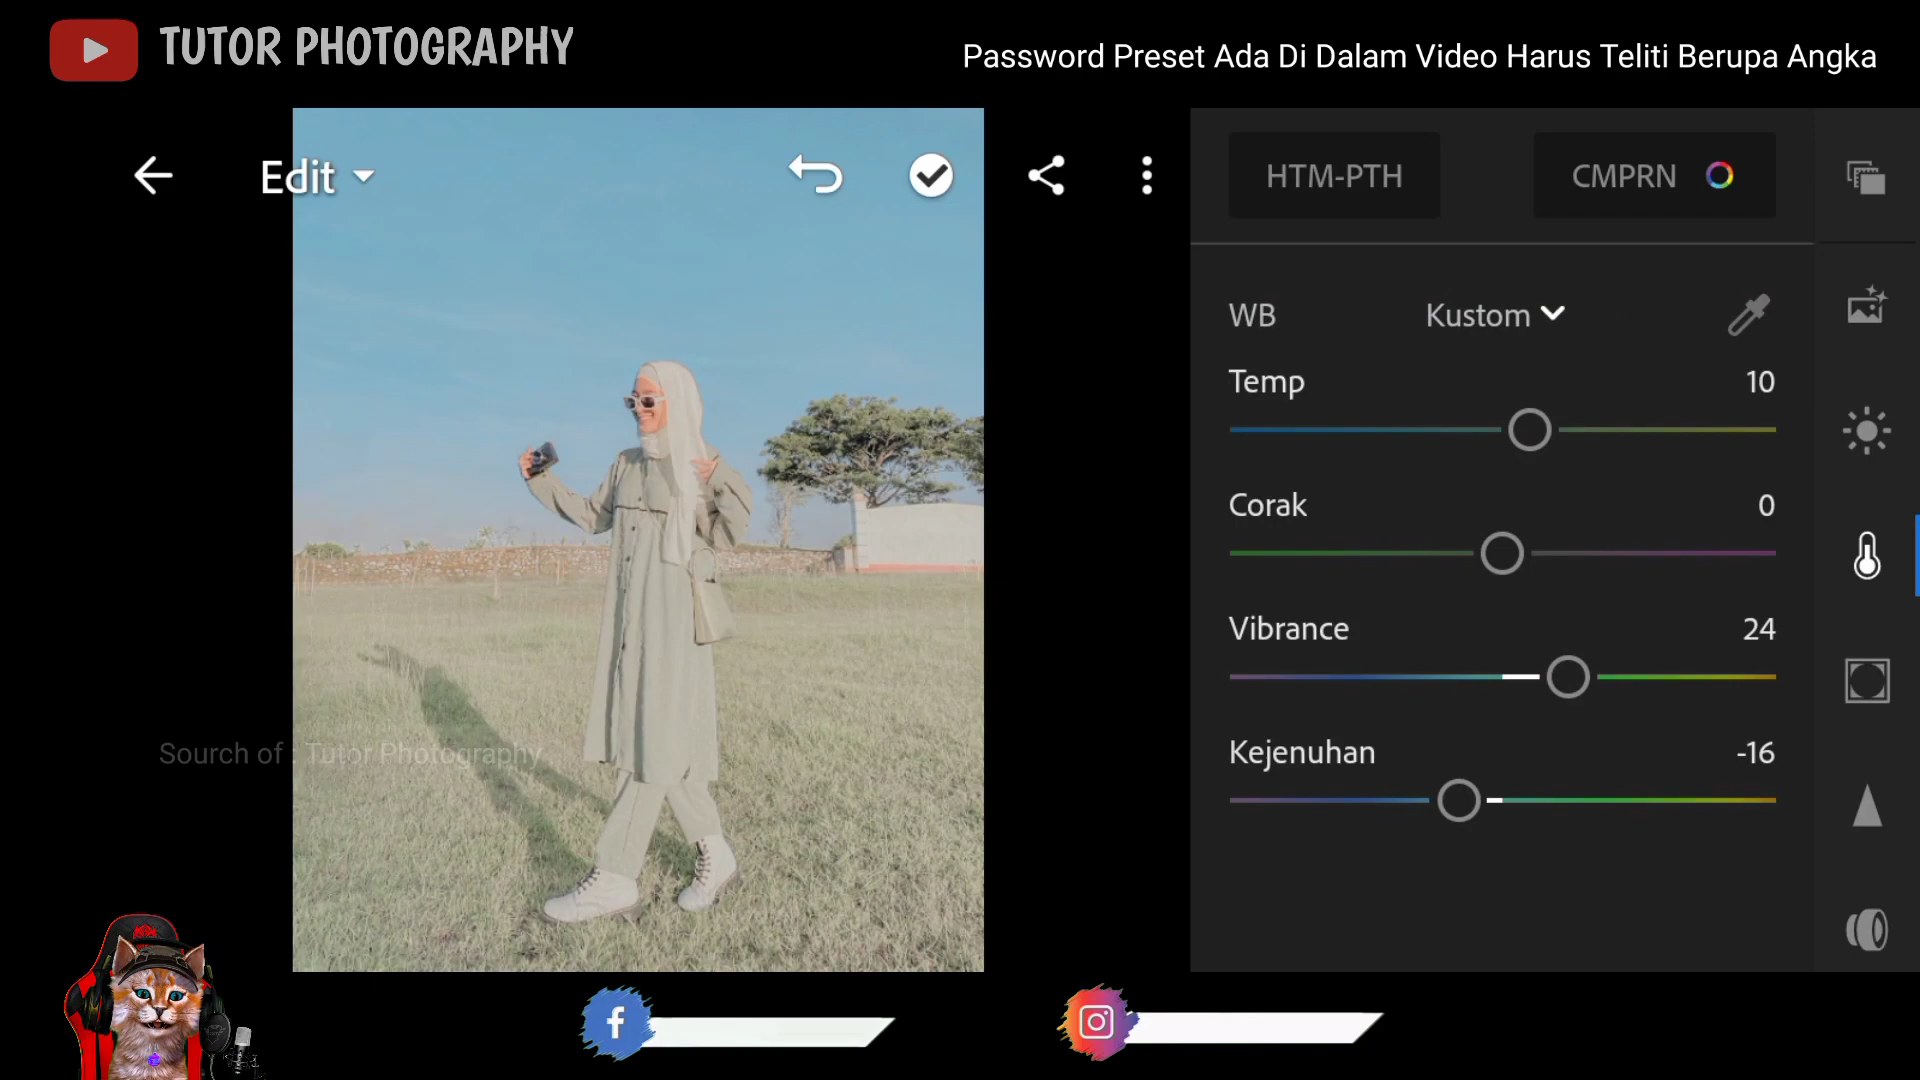 TUTOR PHOTOGRAPHY
Password Preset Ada Di Dalam Video Harus Teliti Berupa Angka
Edit
HTM-PTH
CMPRN
WB
Kustom
Temp
10
Corak
0
Vibrance
24
Kejenuhan
-16
Sourch of : Tutor Photography